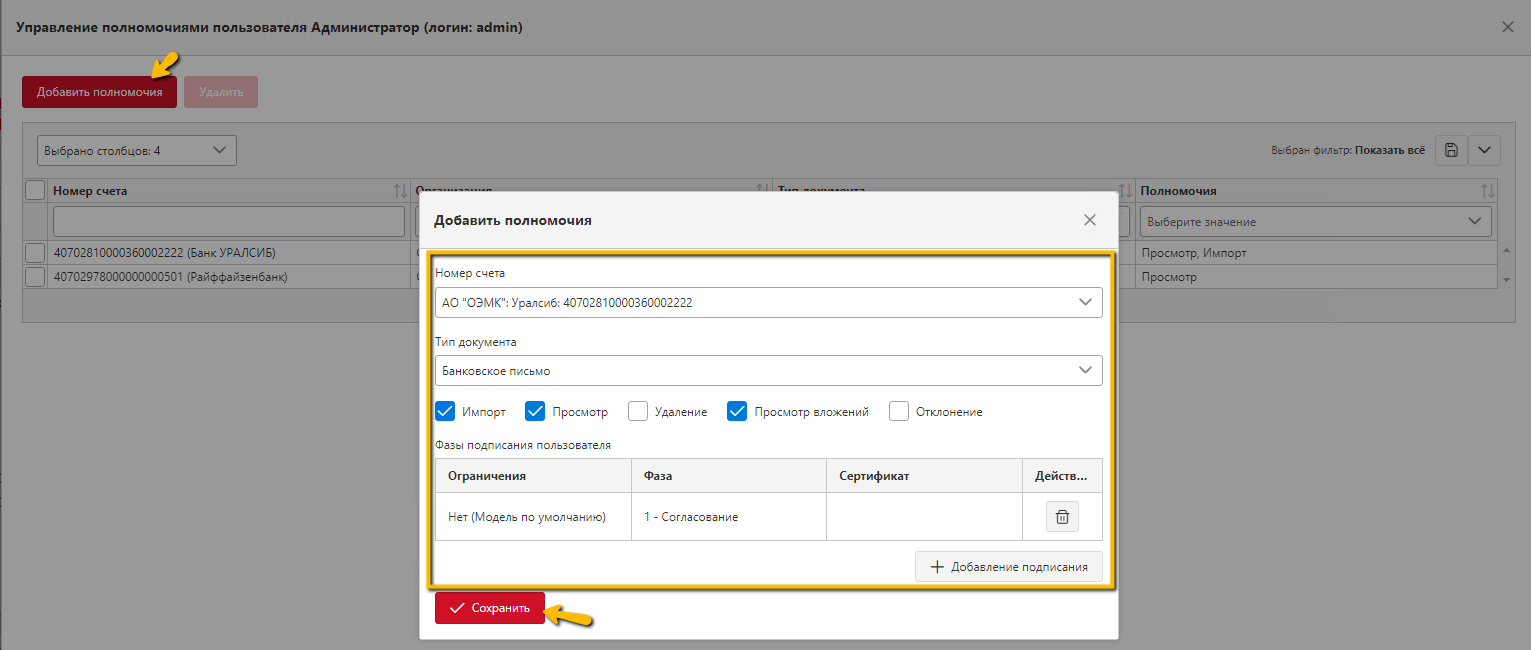 Управление полномочиями пользователя Администратор (логин: admin)
Добавить полномочия Удалить
Выбрано столбцов: 4 Выбран фильтр: Показать всё
Номер счета Организация Тип документа Полномочия
Выберите значение
40702810000360002222 (Банк УРАЛСИБ) Просмотр, Импорт
40702978000000000501 (Райффайзенбанк) Просмотр
Добавить полномочия
Номер счета
АО "ОЭМК": Уралсиб: 40702810000360002222
Тип документа
Банковское письмо
Импорт Просмотр Удаление Просмотр вложений Отклонение
Фазы подписания пользователя
Ограничения Фаза Сертификат Действ...
Нет (Модель по умолчанию) 1 - Согласование
Добавление подписания
Сохранить